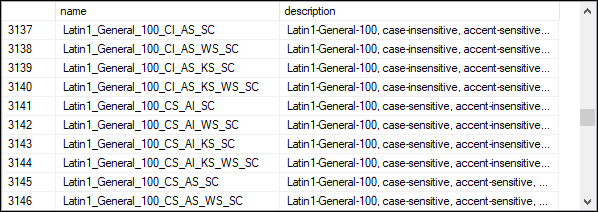 name description
3137 Latin1_General_100_CI_AS_SC Latin1-General-100, case-insensitive, accent-sensitive...
3138 Latin1_General_100_CI_AS_WS_SC Latin1-General-100, case-insensitive, accent-sensitive...
3139 Latin1_General_100_CI_AS_KS_SC Latin1-General-100, case-insensitive, accent-sensitive...
3140 Latin1_General_100_CI_AS_KS_WS_SC Latin1-General-100, case-insensitive, accent-sensitive...
3141 Latin1_General_100_CS_AI_SC Latin1-General-100, case-sensitive, accent-insensitive...
3142 Latin1_General_100_CS_AI_WS_SC Latin1-General-100, case-sensitive, accent-insensitive...
3143 Latin1_General_100_CS_AI_KS_SC Latin1-General-100, case-sensitive, accent-insensitive...
3144 Latin1_General_100_CS_AI_KS_WS_SC Latin1-General-100, case-sensitive, accent-insensitive...
3145 Latin1_General_100_CS_AS_SC Latin1-General-100, case-sensitive, accent-sensitive, ...
3146 Latin1_General_100_CS_AS_WS_SC Latin1-General-100, case-sensitive, accent-sensitive, ...